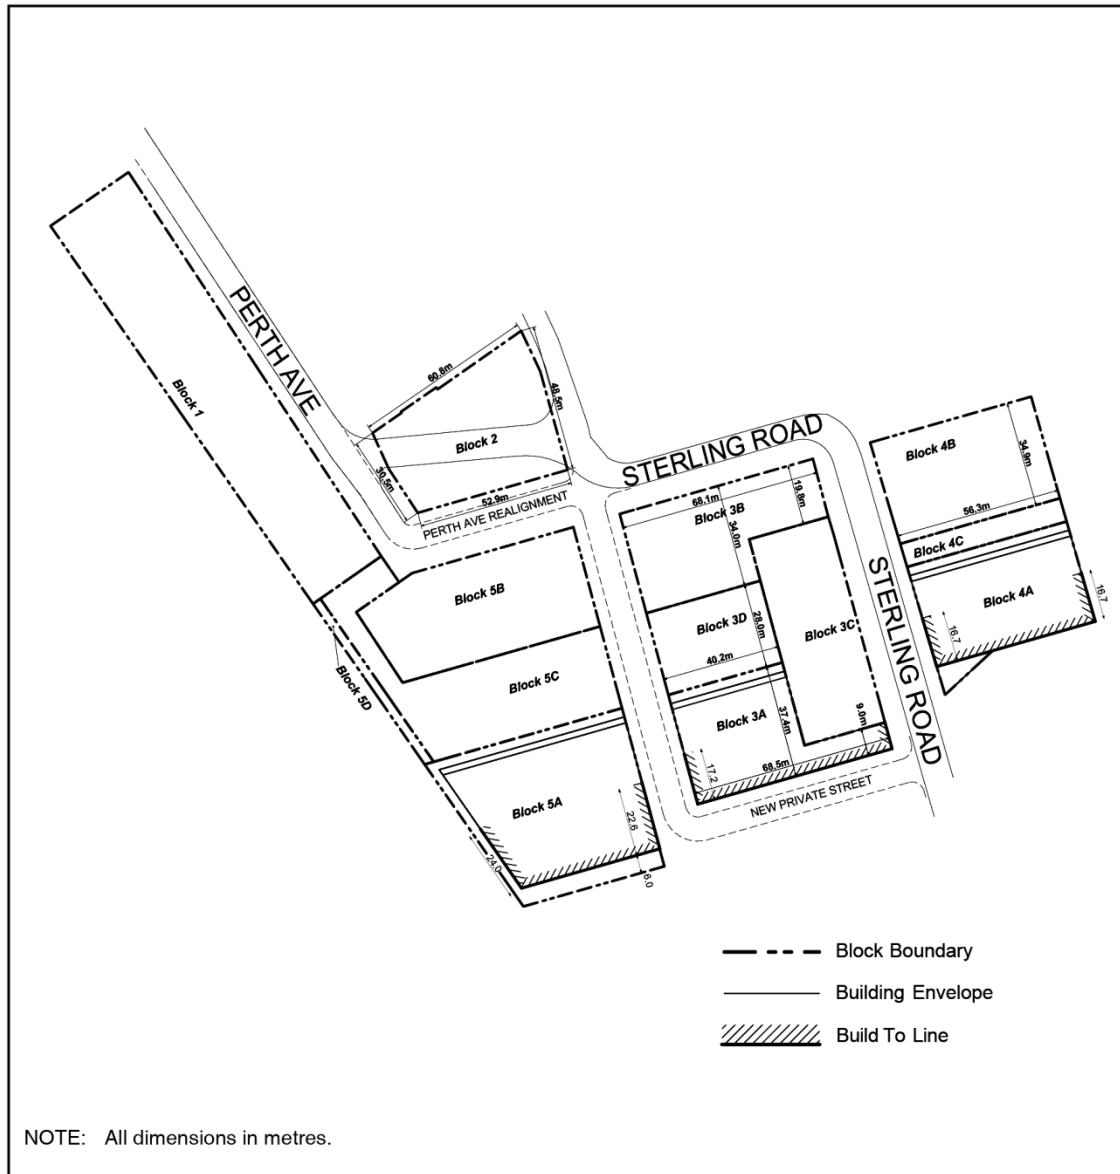 PERTH AVE
Block 1
60.8m
48.5m
Block 2
30.5m
52.9m
PERTH AVE REALIGNMENT
STERLING ROAD
68.1m
19.8m
Block 3B
34.0m
Block 4B
34.9m
56.3m
Block 4C
STERLING ROAD
Block 4A
16.7
16.7
Block 5B
Block 3D
28.0m
Block 3C
40.2m
Block 5D
Block 5C
Block 3A
37.4m
9.0m
68.5m
17.2
NEW PRIVATE STREET
Block 5A
22.6
24.0
6.0
Block Boundary
Building Envelope
Build To Line
NOTE: All dimensions in metres.